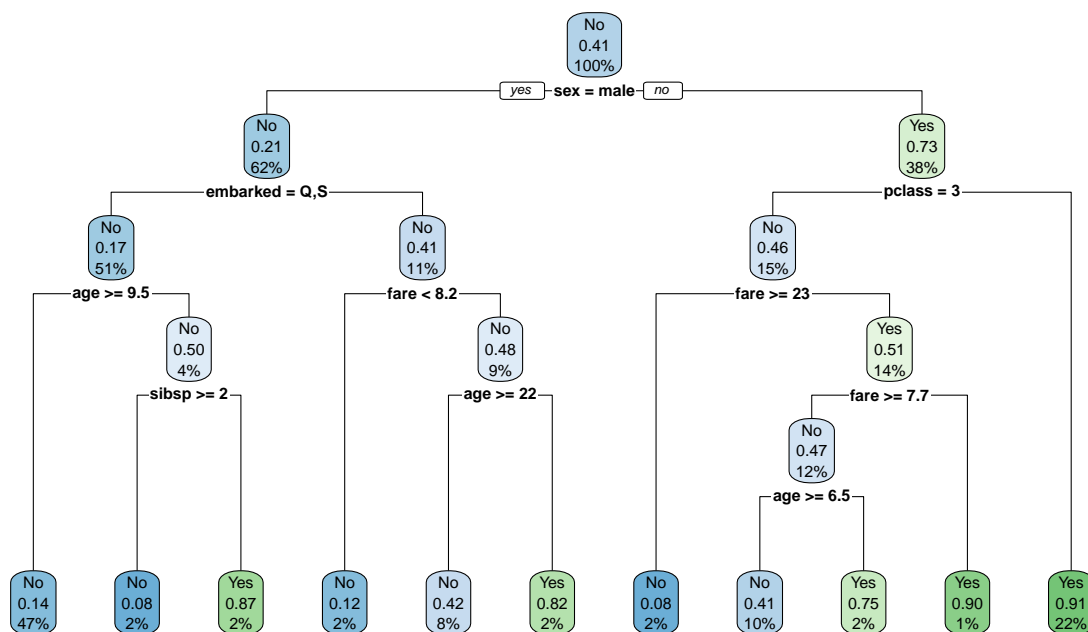 No
0.41
100%
yes sex = male no
No
0.21
62%
Yes
0.73
38%
embarked = Q,S
pclass = 3
No
0.17
51%
No
0.41
11%
No
0.46
15%
age >= 9.5
fare < 8.2
fare >= 23
No
0.50
4%
No
0.48
9%
Yes
0.51
14%
sibsp >= 2
age >= 22
fare >= 7.7
No
0.47
12%
age >= 6.5
No
0.14
47%
No
0.08
2%
Yes
0.87
2%
No
0.12
2%
No
0.42
8%
Yes
0.82
2%
No
0.08
2%
No
0.41
10%
Yes
0.75
2%
Yes
0.90
1%
Yes
0.91
22%